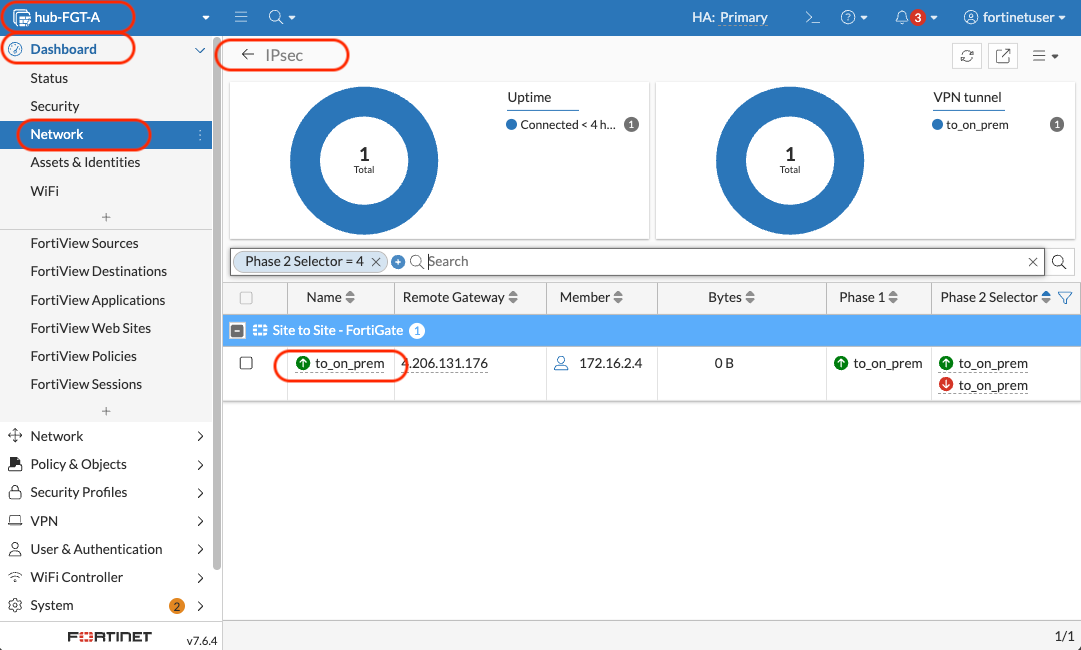 hub-FGT-A
HA: Primary
3
fortinetuser
Dashboard
Status
Security
Network
Assets & Identities
WiFi
FortiView Sources
FortiView Destinations
FortiView Applications
FortiView Web Sites
FortiView Policies
FortiView Sessions
Network
Policy & Objects
Security Profiles
VPN
User & Authentication
WiFi Controller
System 2
FORTINET v7.6.4
IPsec
1
Total
Uptime
Connected < 4 h... 1
1
Total
VPN tunnel
to_on_prem 1
Phase 2 Selector = 4 Search
Name Remote Gateway Member Bytes Phase 1 Phase 2 Selector
Site to Site - FortiGate 1
to_on_prem 4.206.131.176 172.16.2.4 0 B to_on_prem to_on_prem
to_on_prem
1/1